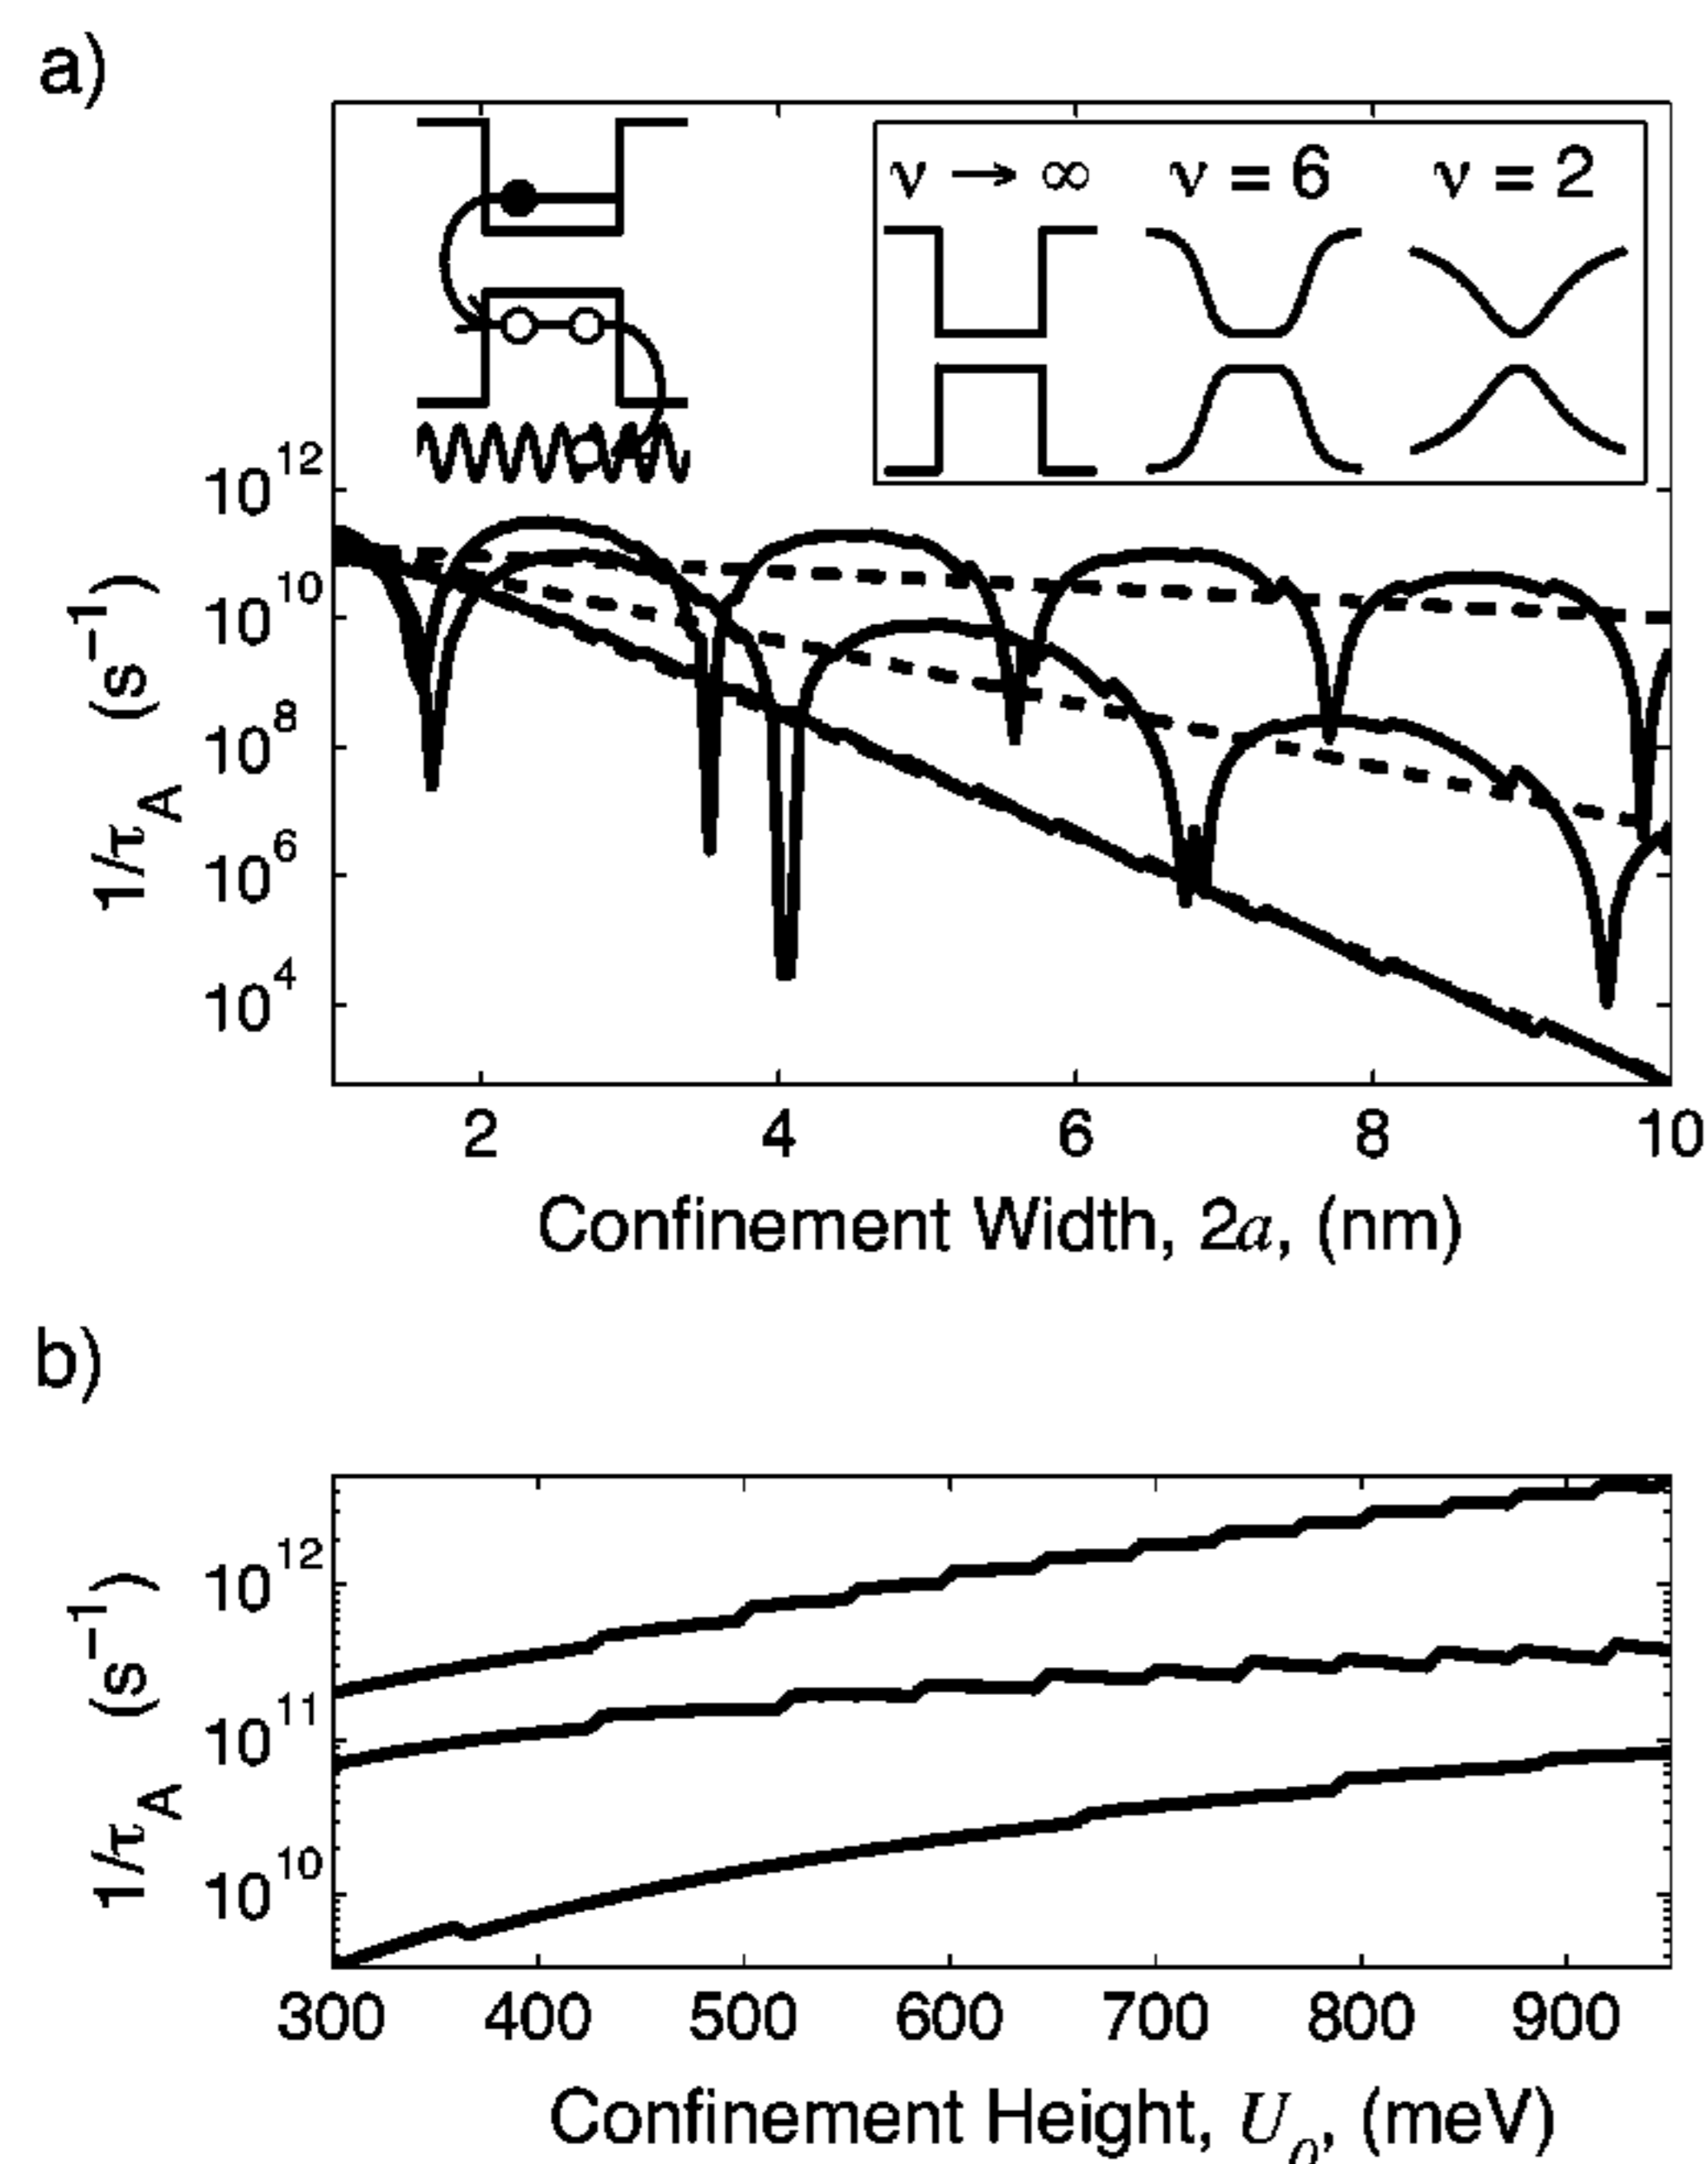 a)
ν → ∞ ν = 6 ν = 2
10^12
10^10
10^8
10^6
10^4
1/τ_A (s^−1)
2 4 6 8 10
Confinement Width, 2a, (nm)
b)
10^12
10^11
10^10
1/τ_A (s^−1)
300 400 500 600 700 800 900
Confinement Height, U_0, (meV)